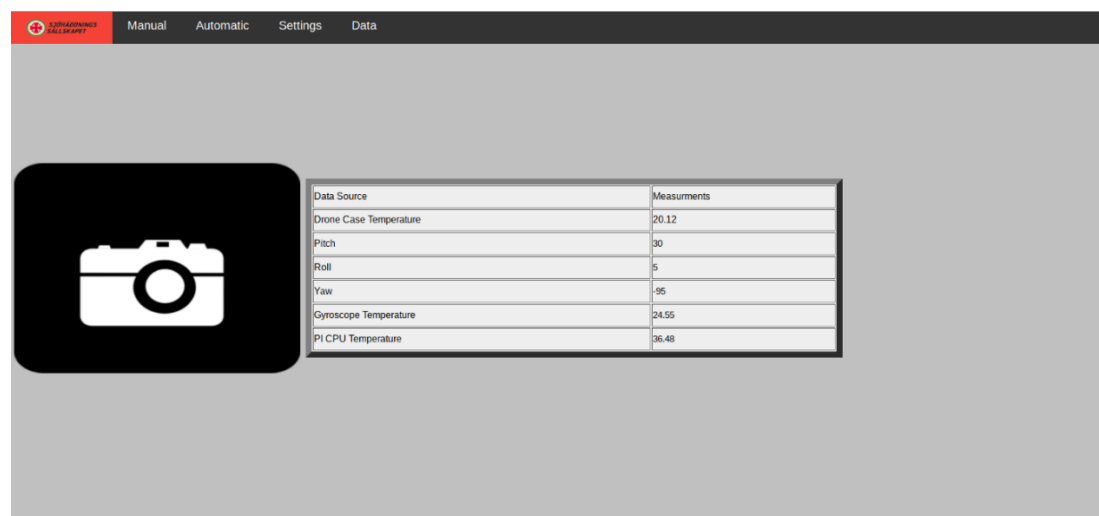 SJÖRÄDDNINGS
SÄLLSKAPET
Manual Automatic Settings Data
Data Source Measurments
Drone Case Temperature 20.12
Pitch 30
Roll 5
Yaw -95
Gyroscope Temperature 24.55
PI CPU Temperature 36.48